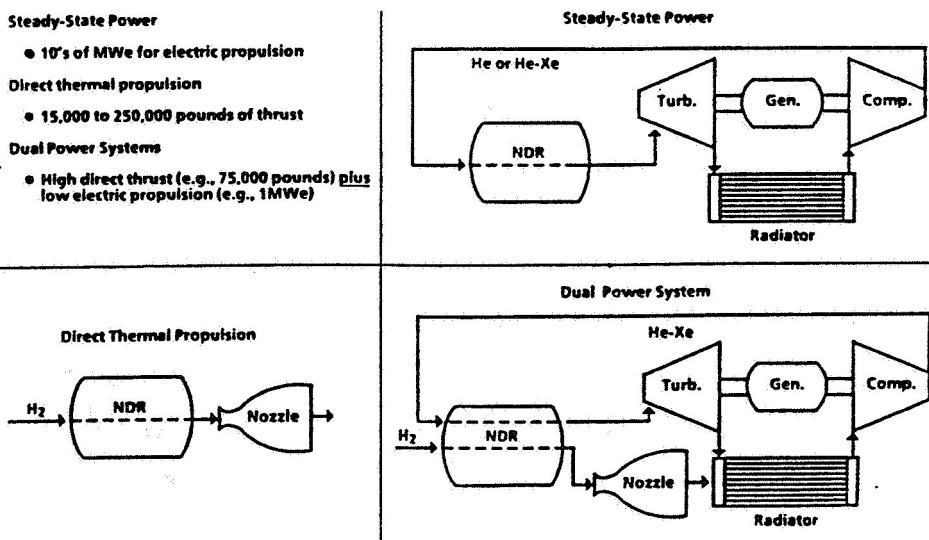 Steady-State Power
● 10's of MWe for electric propulsion
Direct thermal propulsion
● 15,000 to 250,000 pounds of thrust
Dual Power Systems
● High direct thrust (e.g., 75,000 pounds) plus
low electric propulsion (e.g., 1MWe)
Steady-State Power
He or He-Xe
Turb.
Gen.
Comp.
NDR
Radiator
Direct Thermal Propulsion
H2
NDR
Nozzle
Dual Power System
He-Xe
Turb.
Gen.
Comp.
H2
NDR
Nozzle
Radiator